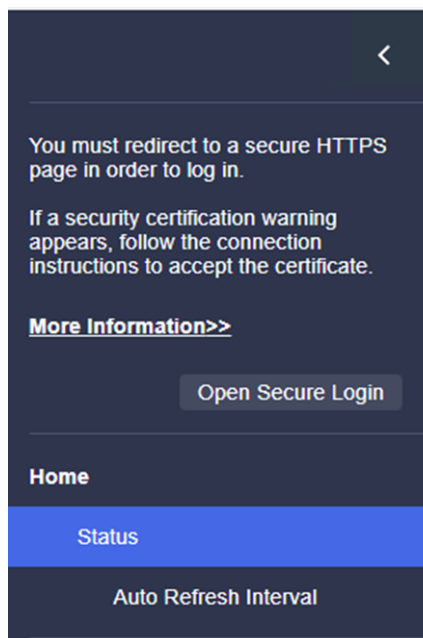 You must redirect to a secure HTTPS
page in order to log in.
If a security certification warning
appears, follow the connection
instructions to accept the certificate.
More Information>>
Open Secure Login
Home
Status
Auto Refresh Interval